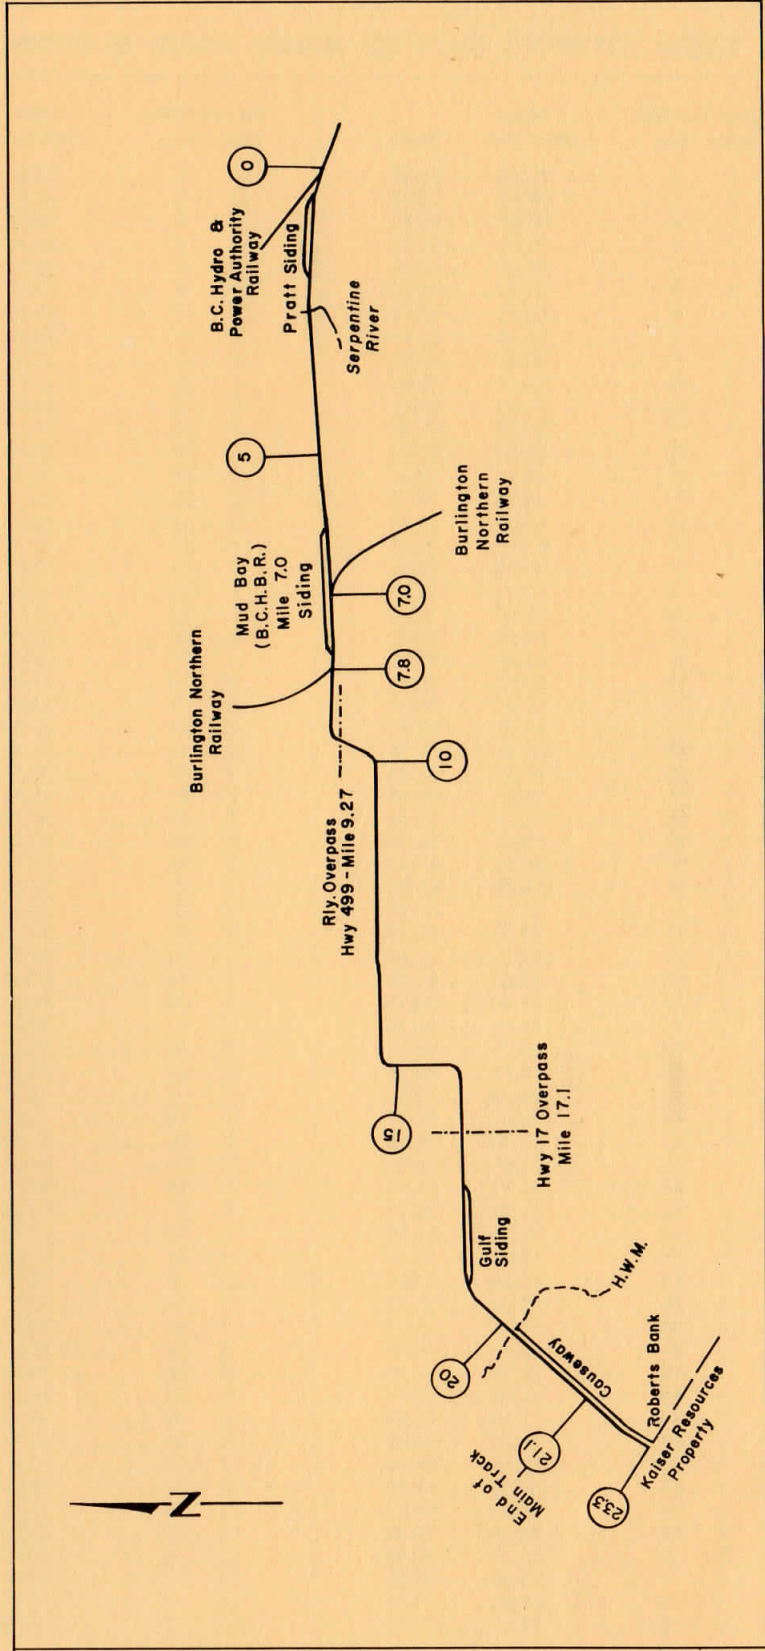 0
B.C. Hydro &
Power Authority
Railway
Pratt Siding
Serpentine
River
5
Mud Bay
(B.C.H.B.R.)
Mile 7.0
Siding
Burlington
Northern
Railway
7.0
Burlington Northern
Railway
7.8
Rly. Overpass
Hwy 499 - Mile 9.27
10
15
Hwy 17 Overpass
Mile 17.1
Gulf
Siding
H.W.M.
20
Causeway
21.1
End of
Main Track
Roberts Bank
23.3
Kaiser Resources
Property
N